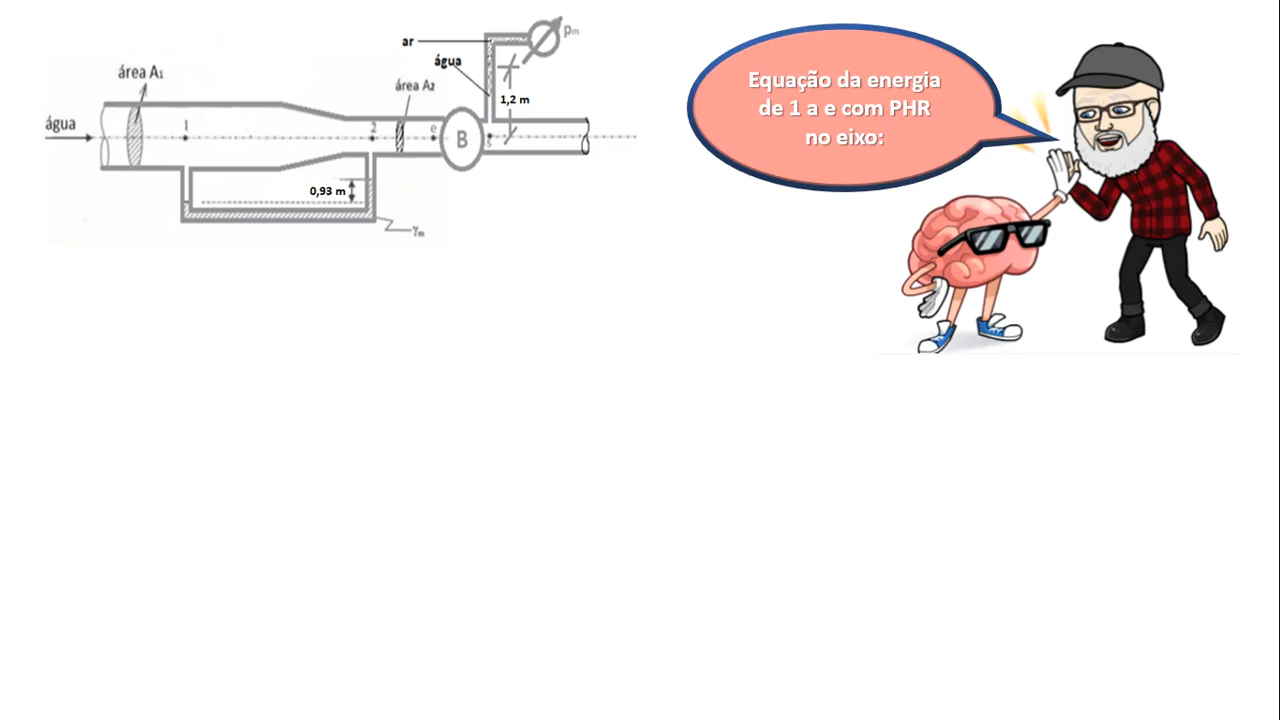 ar
pm
água
área A₁
área A₂
1,2 m
água
1
2
e
B
s
0,93 m
γm
Equação da energia
de 1 a e com PHR
no eixo: